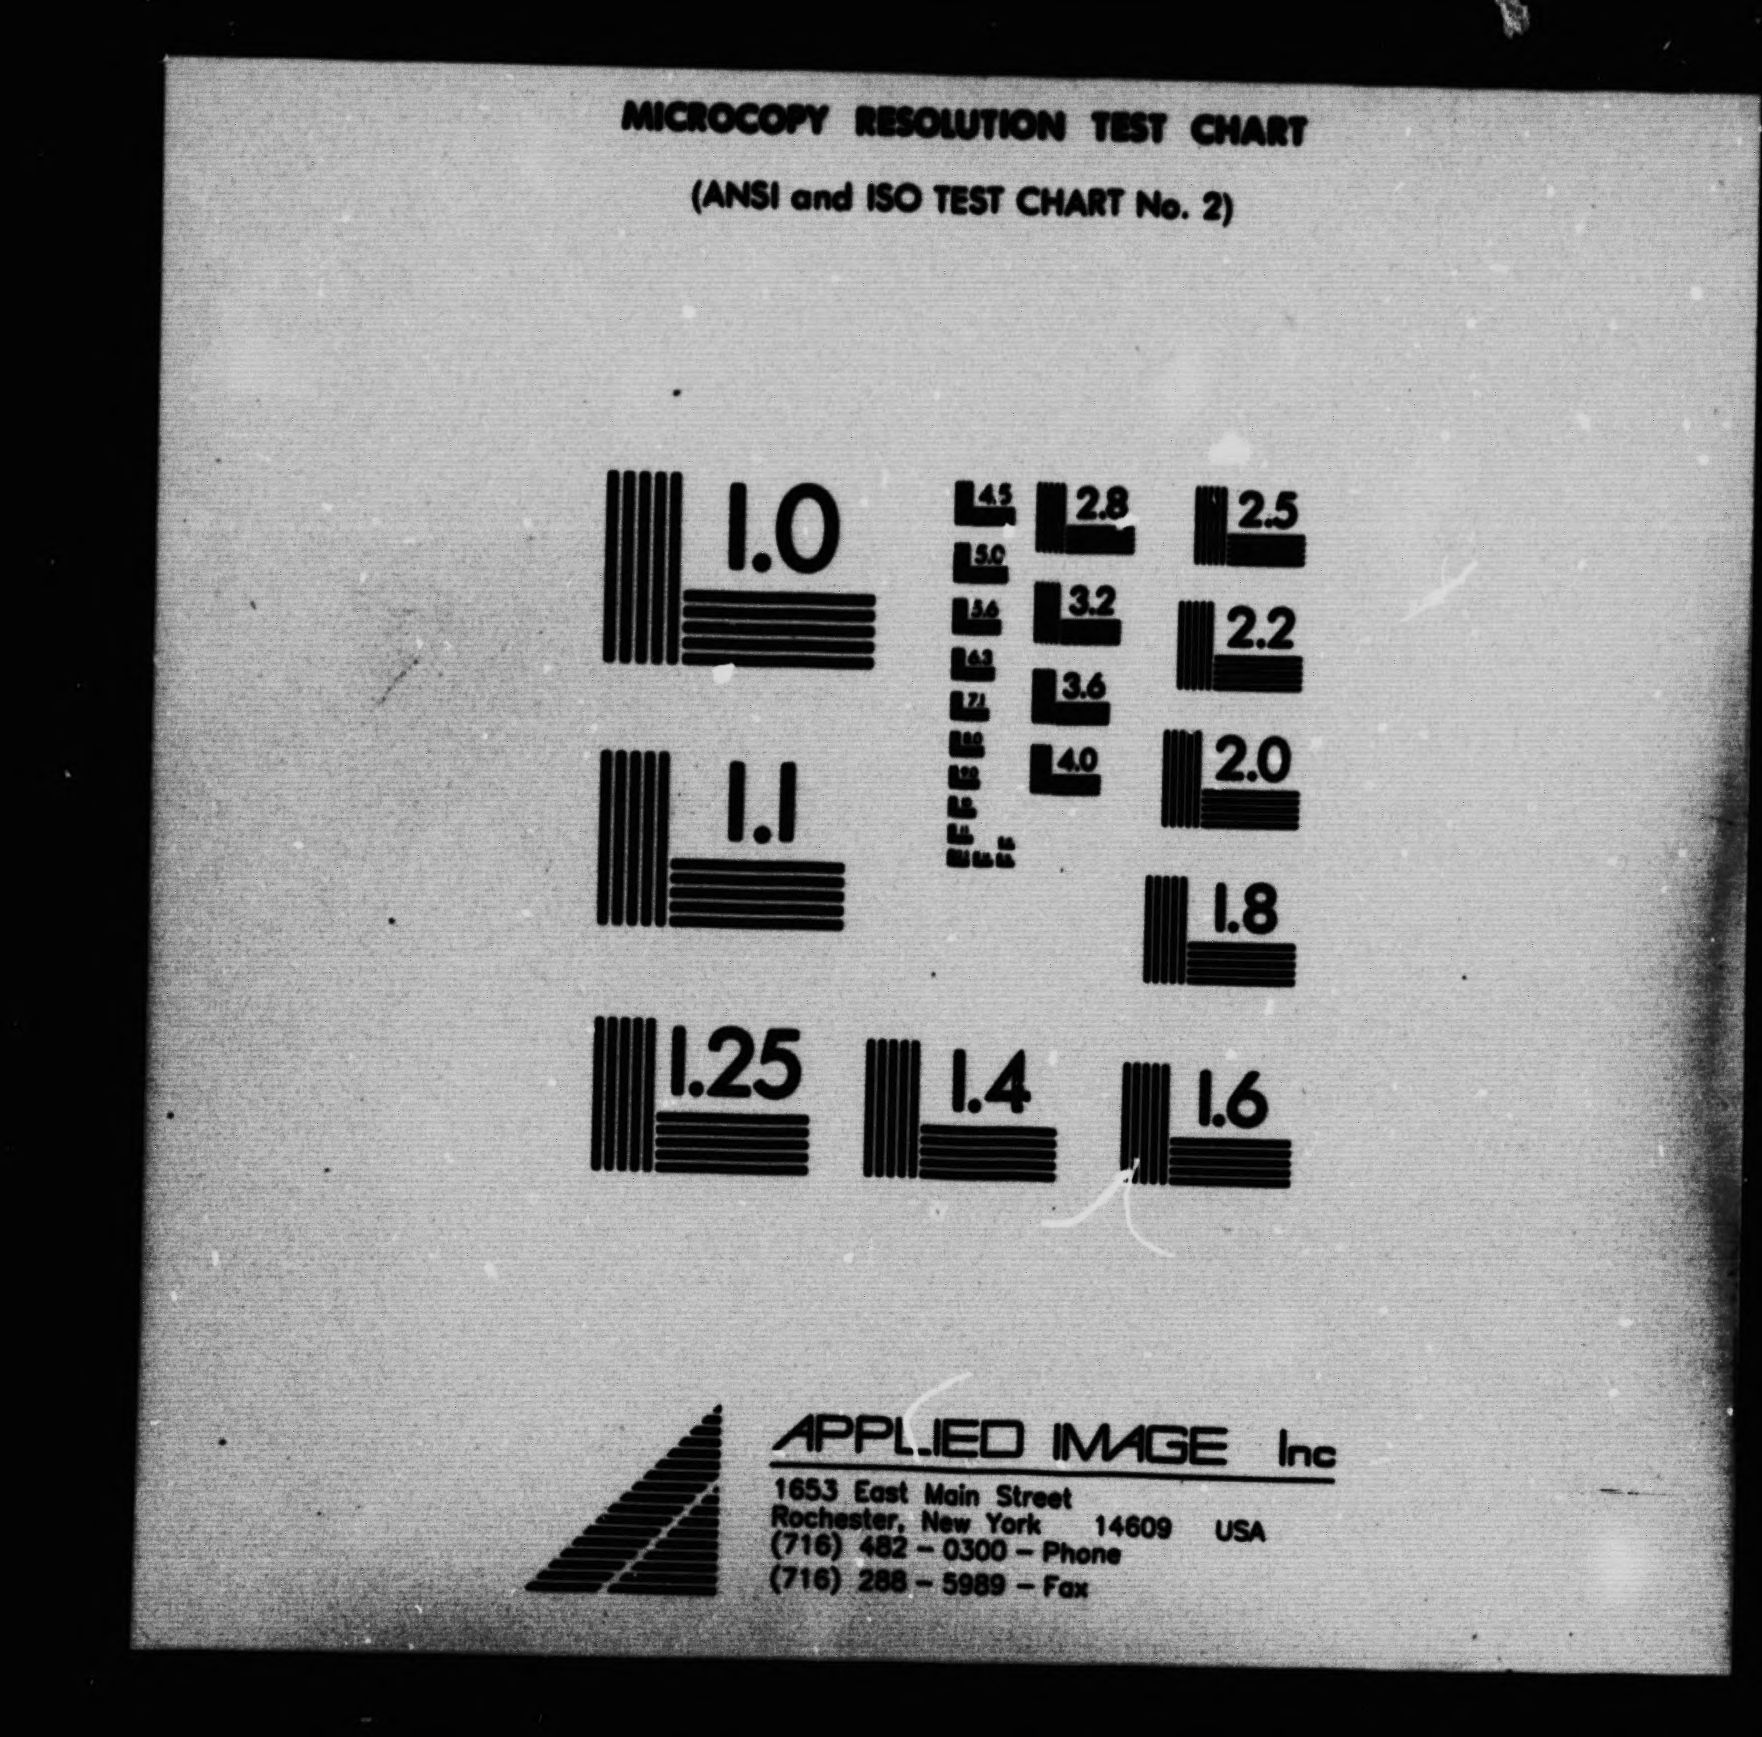 MICROCOPY RESOLUTION TEST CHART
(ANSI and ISO TEST CHART No. 2)
1.0
1.1
1.25
1.4
1.6
1.8
2.0
2.2
2.5
2.8
3.2
3.6
4.0
4.5
5.0
5.6
6.3
7.1
8.0
9.0
APPLIED IMAGE Inc
1653 East Main Street
Rochester, New York 14609 USA
(716) 482 - 0300 - Phone
(716) 288 - 5989 - Fax